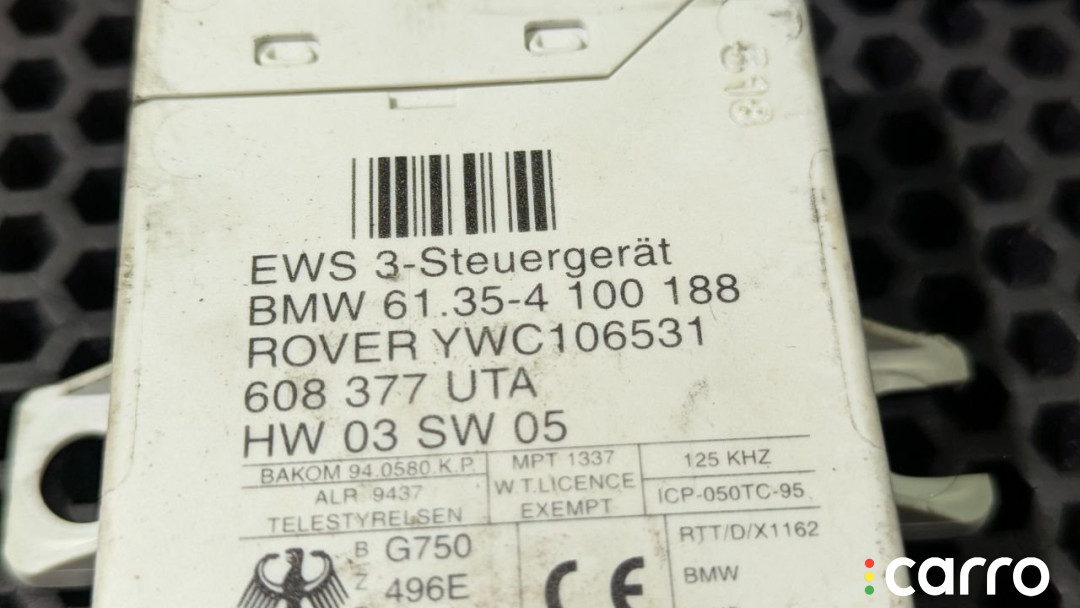 818
EWS 3-Steuergerät
BMW 61.35-4 100 188
ROVER YWC106531
608 377 UTA
HW 03 SW 05
BAKOM 94.0580.K.P.
MPT 1337
125 KHZ
ALR 9437
W.T.LICENCE
ICP-050TC-95
TELESTYRELSEN
EXEMPT
B G750
Z 496E
CE
RTT/D/X1162
BMW
carro